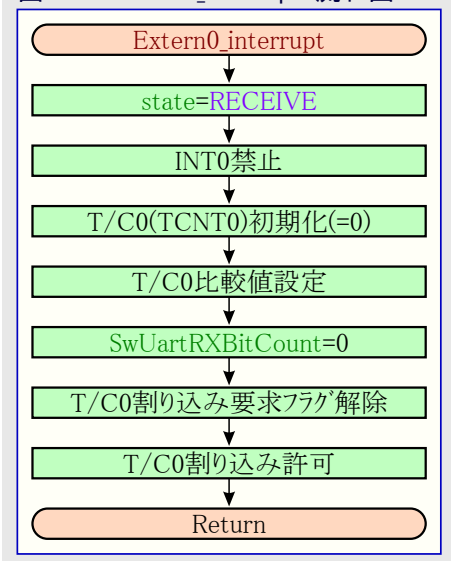 Extern0_interrupt
state=RECEIVE
INT0禁止
T/C0(TCNT0)初期化(=0)
T/C0比較値設定
SwUartRXBitCount=0
T/C0割り込み要求ﾌﾗｸﾞ解除
T/C0割り込み許可
Return